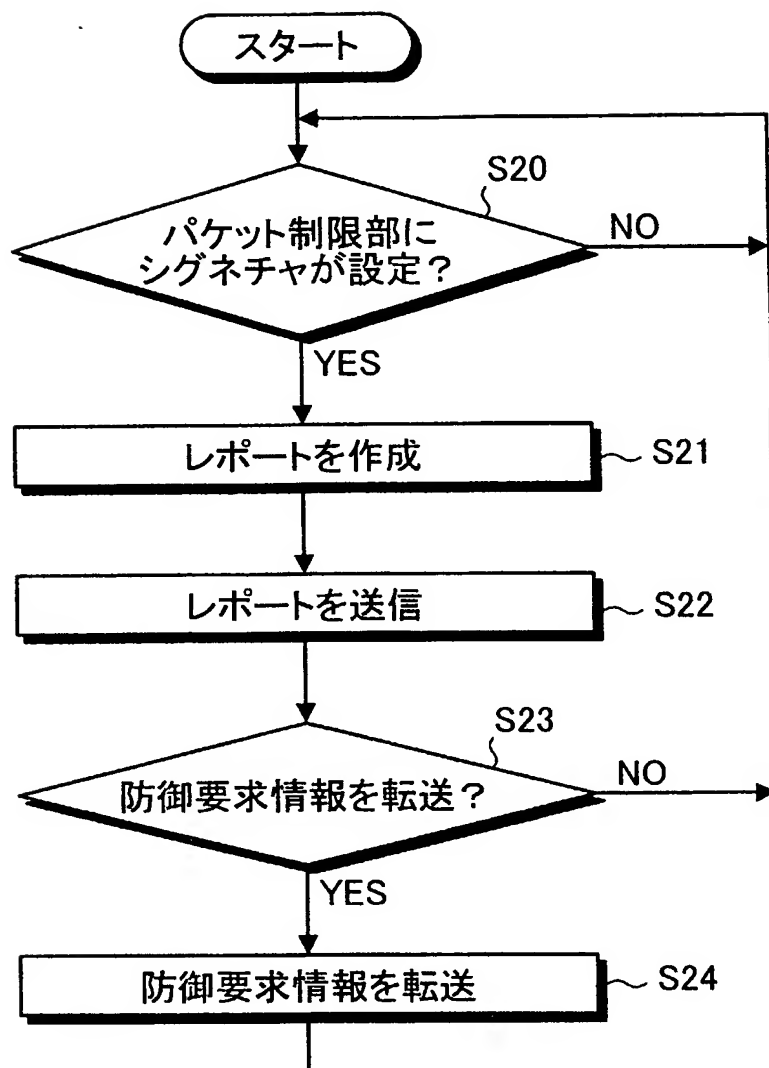 スタート
S20
パケット制限部に
シグネチャが設定？
NO
YES
レポートを作成
S21
レポートを送信
S22
S23
防御要求情報を転送？
NO
YES
防御要求情報を転送
S24